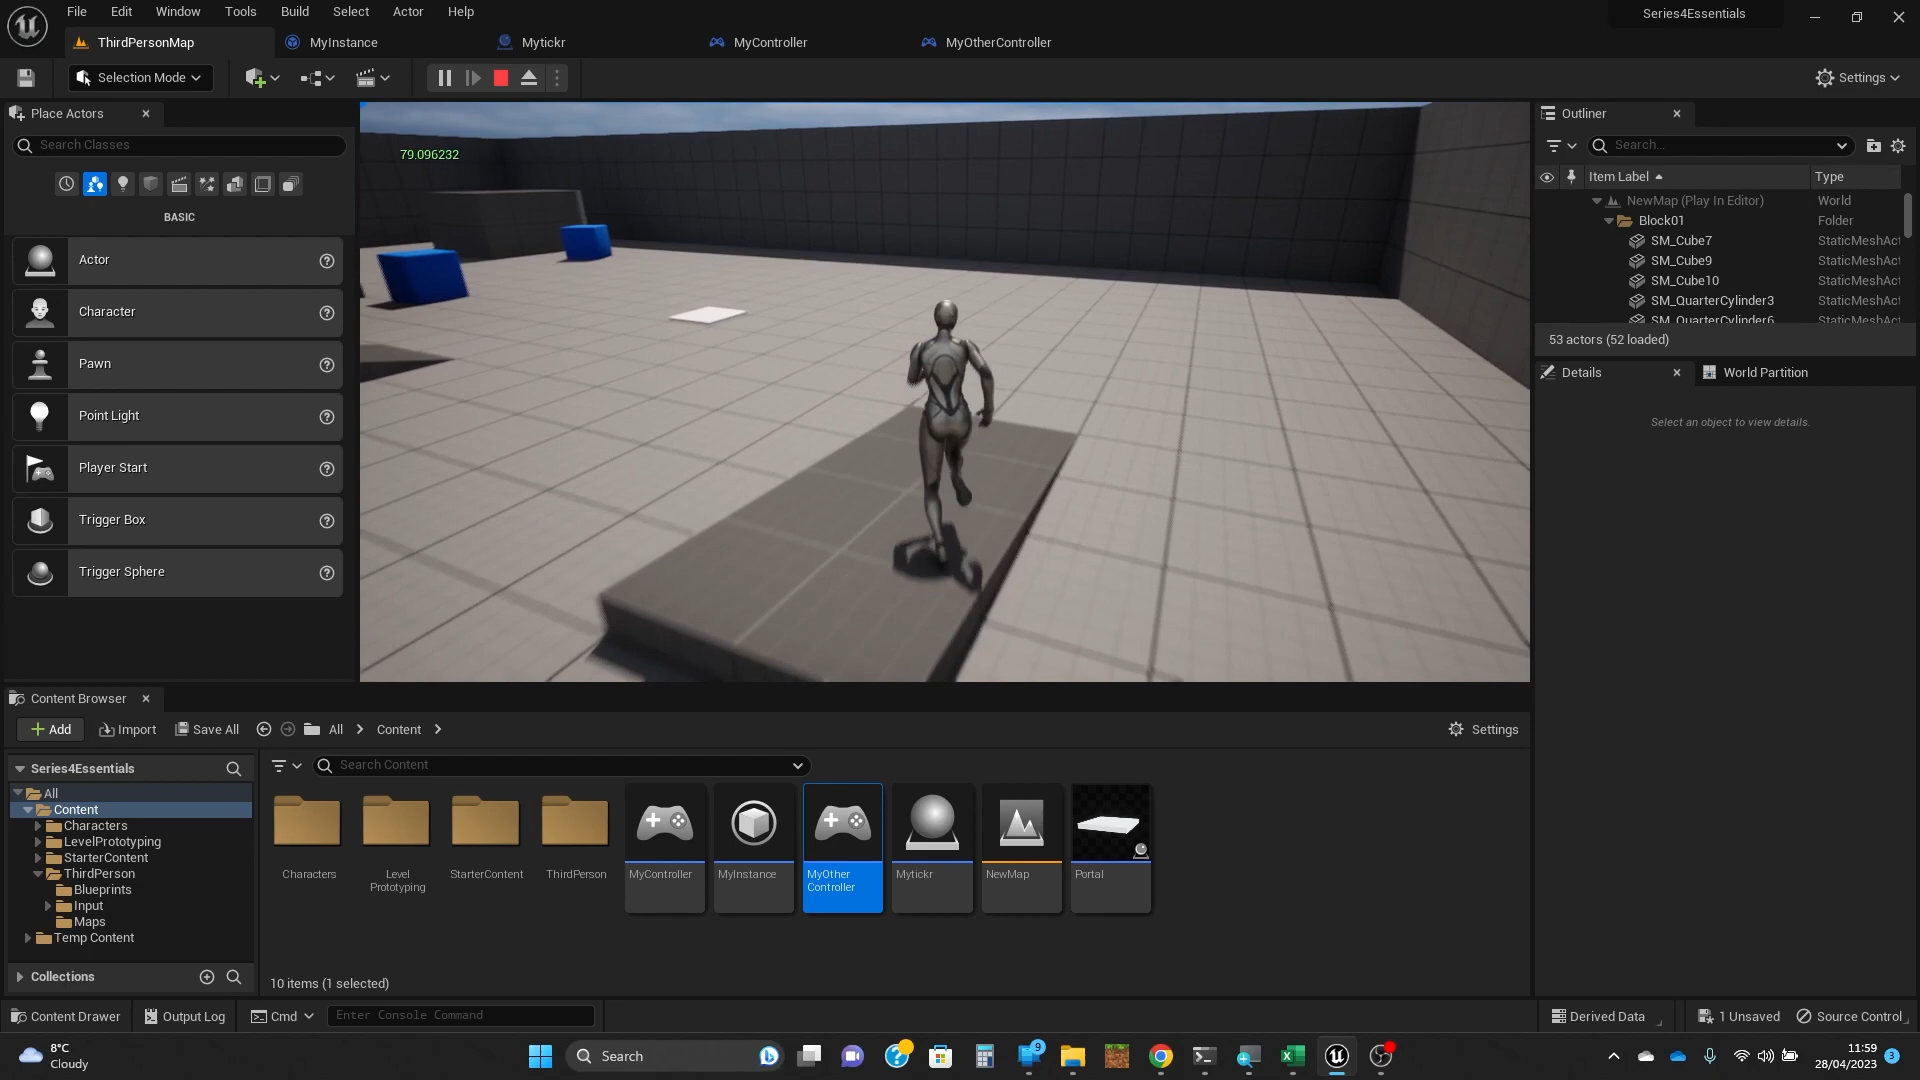 File Edit Window Tools Build Select Actor Help
Series4Essentials
ThirdPersonMap
MyInstance
Mytickr
MyController
MyOtherController
Selection Mode
Settings
Place Actors
Search Classes
BASIC
Actor
Character
Pawn
Point Light
Player Start
Trigger Box
Trigger Sphere
79.096232
Outliner
Search...
Item Label
Type
NewMap (Play In Editor) World
Block01 Folder
SM_Cube7 StaticMeshAct
SM_Cube9 StaticMeshAct
SM_Cube10 StaticMeshAct
SM_QuarterCylinder3 StaticMeshAct
SM_QuarterCylinder6 StaticMeshAct
53 actors (52 loaded)
Details
World Partition
Select an object to view details.
Content Browser
Add
Import
Save All
All
Content
Settings
Series4Essentials
All
Content
Characters
LevelPrototyping
StarterContent
ThirdPerson
Blueprints
Input
Maps
Temp Content
Collections
Search Content
Characters
Level
Prototyping
StarterContent
ThirdPerson
MyController
MyInstance
MyOther
Controller
Mytickr
NewMap
Portal
10 items (1 selected)
Content Drawer
Output Log
Cmd
Enter Console Command
Derived Data
1 Unsaved
Source Control
8°C
Cloudy
Search
9
11:59
28/04/2023
3